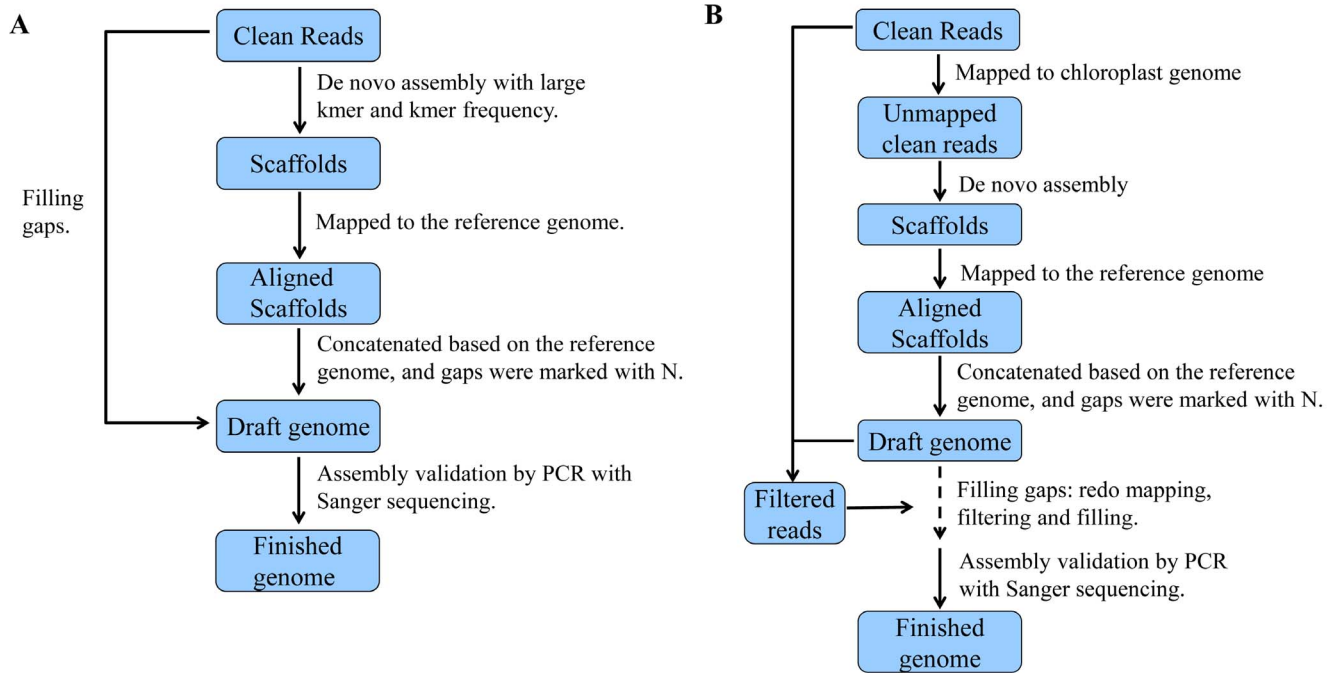 A
Clean Reads
De novo assembly with large
kmer and kmer frequency.
Scaffolds
Filling
gaps.
Mapped to the reference genome.
Aligned
Scaffolds
Concatenated based on the reference
genome, and gaps were marked with N.
Draft genome
Assembly validation by PCR with
Sanger sequencing.
Finished
genome
B
Clean Reads
Mapped to chloroplast genome
Unmapped
clean reads
De novo assembly
Scaffolds
Mapped to the reference genome
Aligned
Scaffolds
Concatenated based on the reference
genome, and gaps were marked with N.
Draft genome
Filtered
reads
Filling gaps: redo mapping,
filtering and filling.
Assembly validation by PCR
with Sanger sequencing.
Finished
genome